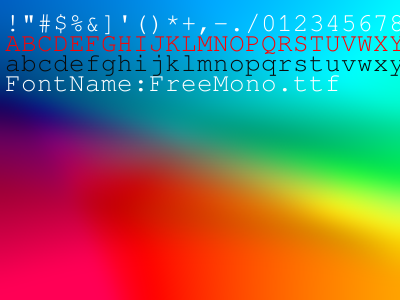 !"#$%&]'()*+,-./012345678
ABCDEFGHIJKLMNOPQRSTUVWXY
abcdefghijklmnopqrstuvwxy
FontName:FreeMono.ttf